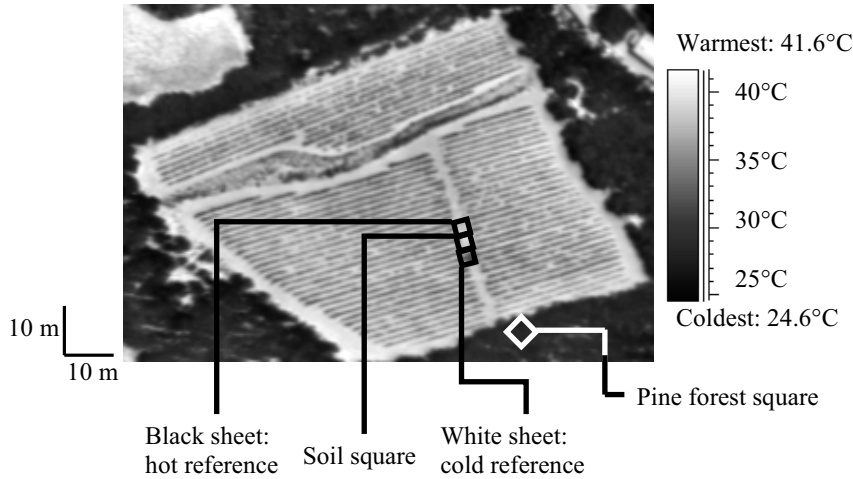 Warmest: 41.6°C
40°C
35°C
30°C
25°C
Coldest: 24.6°C
10 m
10 m
Pine forest square
Black sheet:
hot reference
Soil square
White sheet:
cold reference